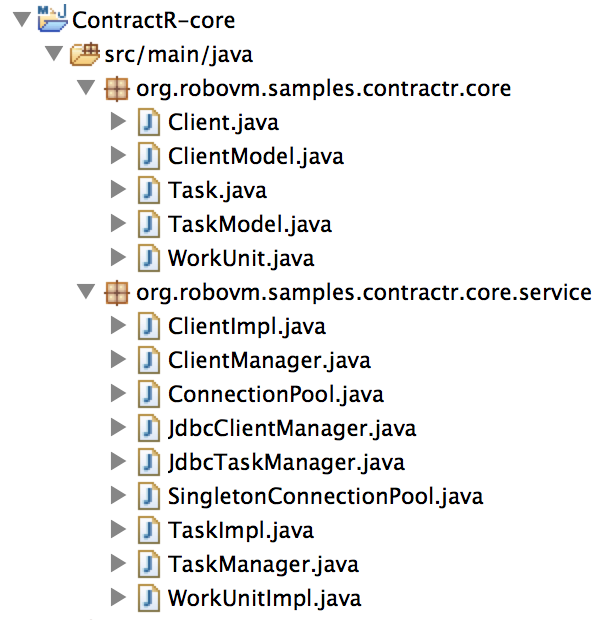 ContractR-core
src/main/java
org.robovm.samples.contractr.core
Client.java
ClientModel.java
Task.java
TaskModel.java
WorkUnit.java
org.robovm.samples.contractr.core.service
ClientImpl.java
ClientManager.java
ConnectionPool.java
JdbcClientManager.java
JdbcTaskManager.java
SingletonConnectionPool.java
TaskImpl.java
TaskManager.java
WorkUnitImpl.java